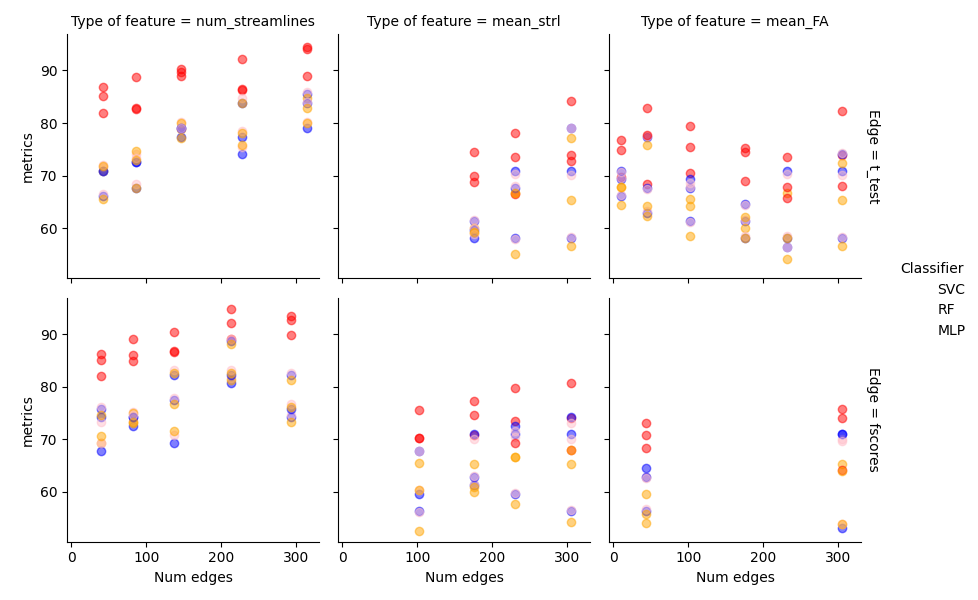 Type of feature = num_streamlines
Type of feature = mean_strl
Type of feature = mean_FA
90
80
70
60
metrics
Edge = t_test
Classifier
SVC
RF
MLP
90
80
70
60
metrics
Edge = fscores
0 100 200 300
0 100 200 300
0 100 200 300
Num edges
Num edges
Num edges